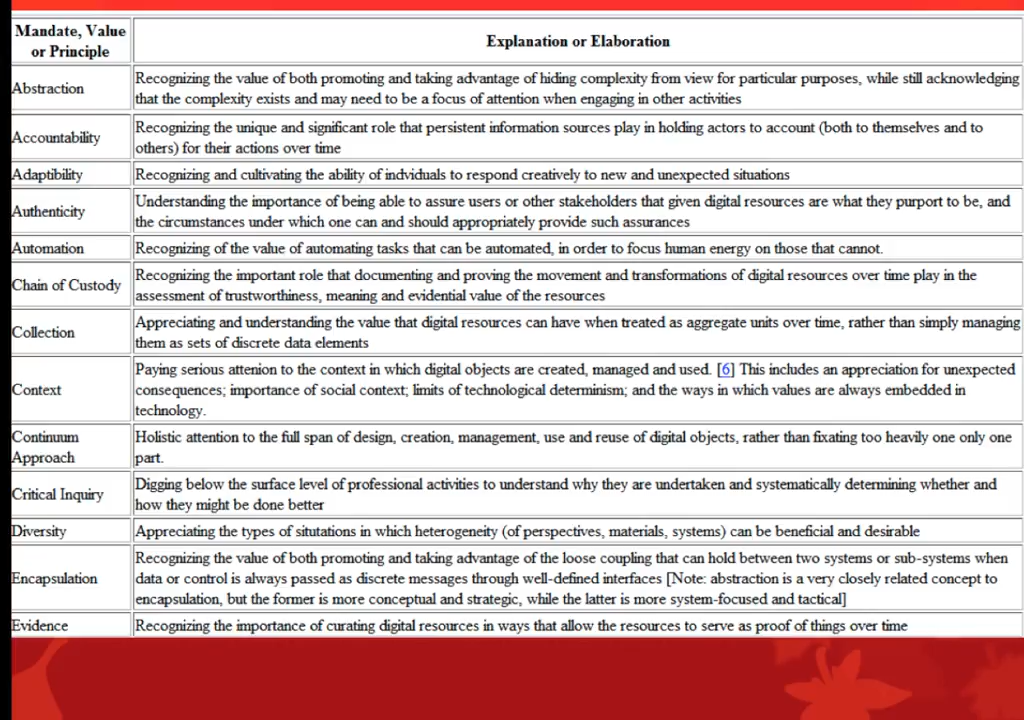 Mandate, Value
or Principle
Explanation or Elaboration
Abstraction
Recognizing the value of both promoting and taking advantage of hiding complexity from view for particular purposes, while still acknowledging
that the complexity exists and may need to be a focus of attention when engaging in other activities
Accountability
Recognizing the unique and significant role that persistent information sources play in holding actors to account (both to themselves and to
others) for their actions over time
Adaptibility
Recognizing and cultivating the ability of indviduals to respond creatively to new and unexpected situations
Authenticity
Understanding the importance of being able to assure users or other stakeholders that given digital resources are what they purport to be, and
the circumstances under which one can and should appropriately provide such assurances
Automation
Recognizing of the value of automating tasks that can be automated, in order to focus human energy on those that cannot.
Chain of Custody
Recognizing the important role that documenting and proving the movement and transformations of digital resources over time play in the
assessment of trustworthiness, meaning and evidential value of the resources
Collection
Appreciating and understanding the value that digital resources can have when treated as aggregate units over time, rather than simply managing
them as sets of discrete data elements
Context
Paying serious attenion to the context in which digital objects are created, managed and used. [6] This includes an appreciation for unexpected
consequences; importance of social context; limits of technological determinism; and the ways in which values are always embedded in
technology.
Continuum
Approach
Holistic attention to the full span of design, creation, management, use and reuse of digital objects, rather than fixating too heavily one only one
part.
Critical Inquiry
Digging below the surface level of professional activities to understand why they are undertaken and systematically determining whether and
how they might be done better
Diversity
Appreciating the types of situtations in which heterogeneity (of perspectives, materials, systems) can be beneficial and desirable
Encapsulation
Recognizing the value of both promoting and taking advantage of the loose coupling that can hold between two systems or sub-systems when
data or control is always passed as discrete messages through well-defined interfaces [Note: abstraction is a very closely related concept to
encapsulation, but the former is more conceptual and strategic, while the latter is more system-focused and tactical]
Evidence
Recognizing the importance of curating digital resources in ways that allow the resources to serve as proof of things over time